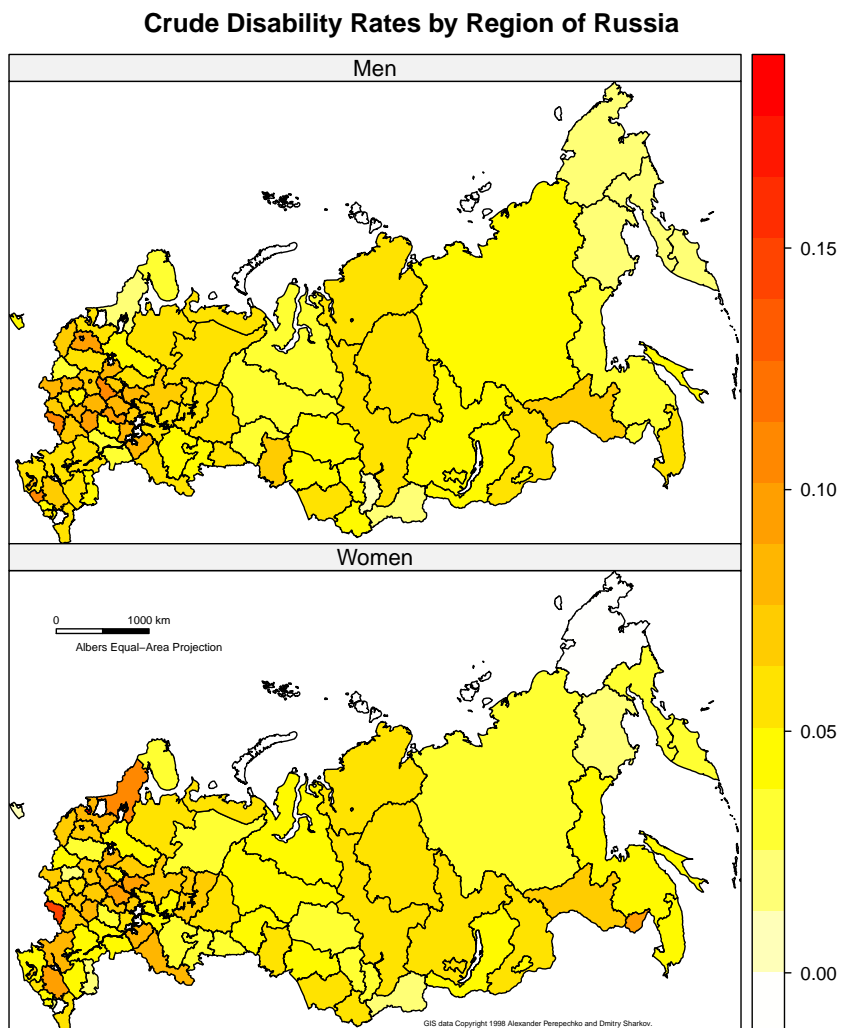 Crude Disability Rates by Region of Russia
Men
0.15
0.10
Women
0 1000 km
Albers Equal−Area Projection
0.05
0.00
GIS data Copyright 1998 Alexander Perepechko and Dmitry Sharkov.